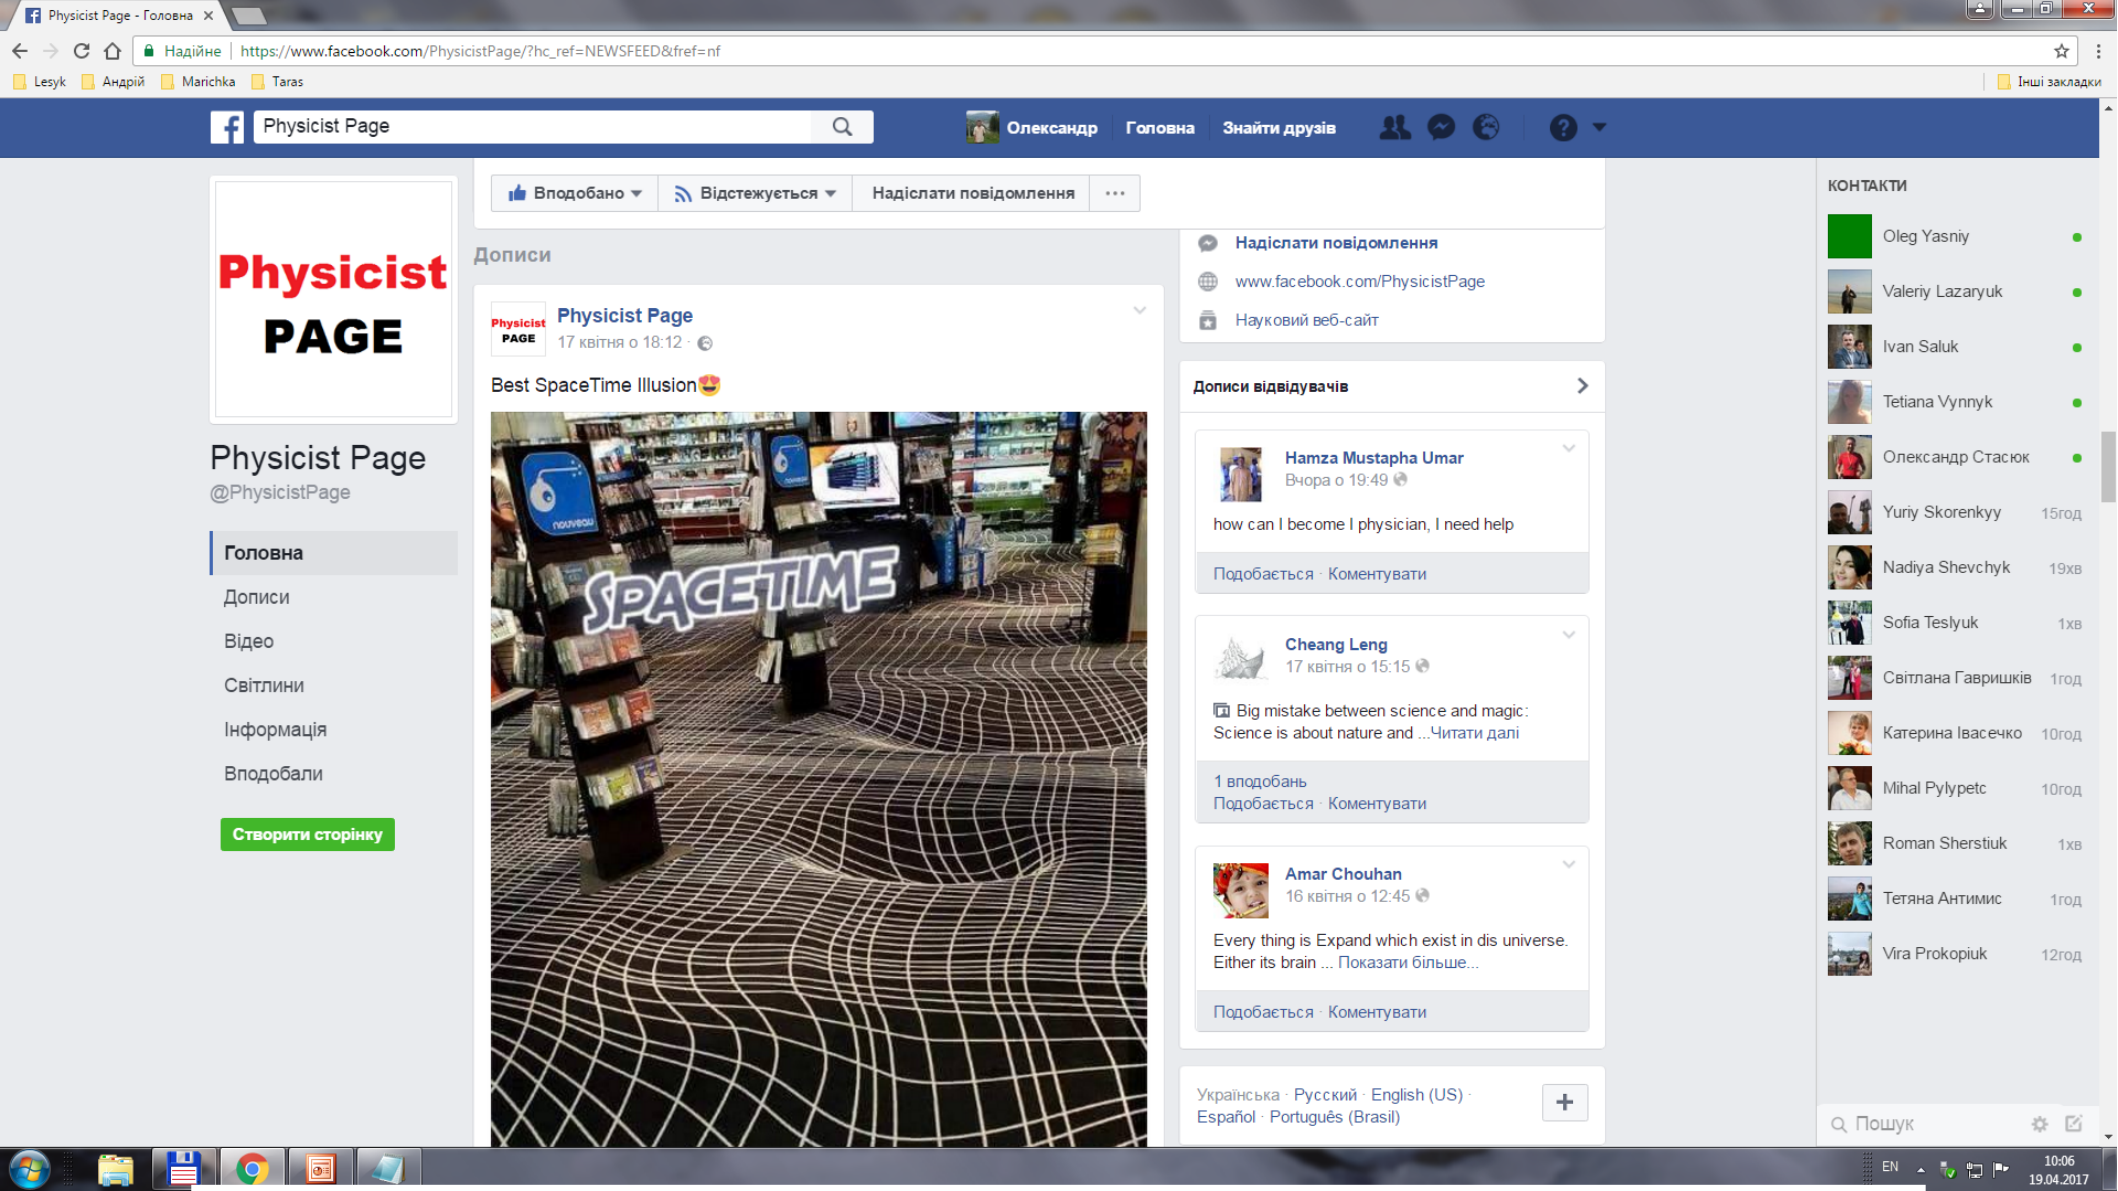 Physicist Page - Головна
Надійне
https://www.facebook.com/PhysicistPage/?hc_ref=NEWSFEED&fref=nf
Lesyk
Андрій
Marichka
Taras
Інші закладки
Physicist Page
Олександр
Головна
Знайти друзів
Physicist
PAGE
Physicist Page
@PhysicistPage
Головна
Дописи
Відео
Світлини
Інформація
Вподобали
Створити сторінку
Вподобано
Відстежується
Надіслати повідомлення
Дописи
Physicist
PAGE
Physicist Page
17 квітня о 18:12 ·
Best SpaceTime Illusion😍
nouveau
nouveau
SPACETIME
Надіслати повідомлення
www.facebook.com/PhysicistPage
Науковий веб-сайт
Дописи відвідувачів
Hamza Mustapha Umar
Вчора о 19:49
how can I become I physician, I need help
Подобається · Коментувати
Cheang Leng
17 квітня о 15:15
Big mistake between science and magic:
Science is about nature and ...Читати далі
1 вподобань
Подобається · Коментувати
Amar Chouhan
16 квітня о 12:45
Every thing is Expand which exist in dis universe.
Either its brain ... Показати більше...
Подобається · Коментувати
Українська · Русский · English (US) ·
Español · Português (Brasil)
КОНТАКТИ
Oleg Yasniy
Valeriy Lazaryuk
Ivan Saluk
Tetiana Vynnyk
Олександр Стасюк
Yuriy Skorenkyy 15год
Nadiya Shevchyk 19хв
Sofia Teslyuk 1хв
Світлана Гавришків 1год
Катерина Івасечко 10год
Mihal Pylypetc 10год
Roman Sherstiuk 1хв
Тетяна Антимис 1год
Vira Prokopiuk 12год
Пошук
EN
10:06
19.04.2017